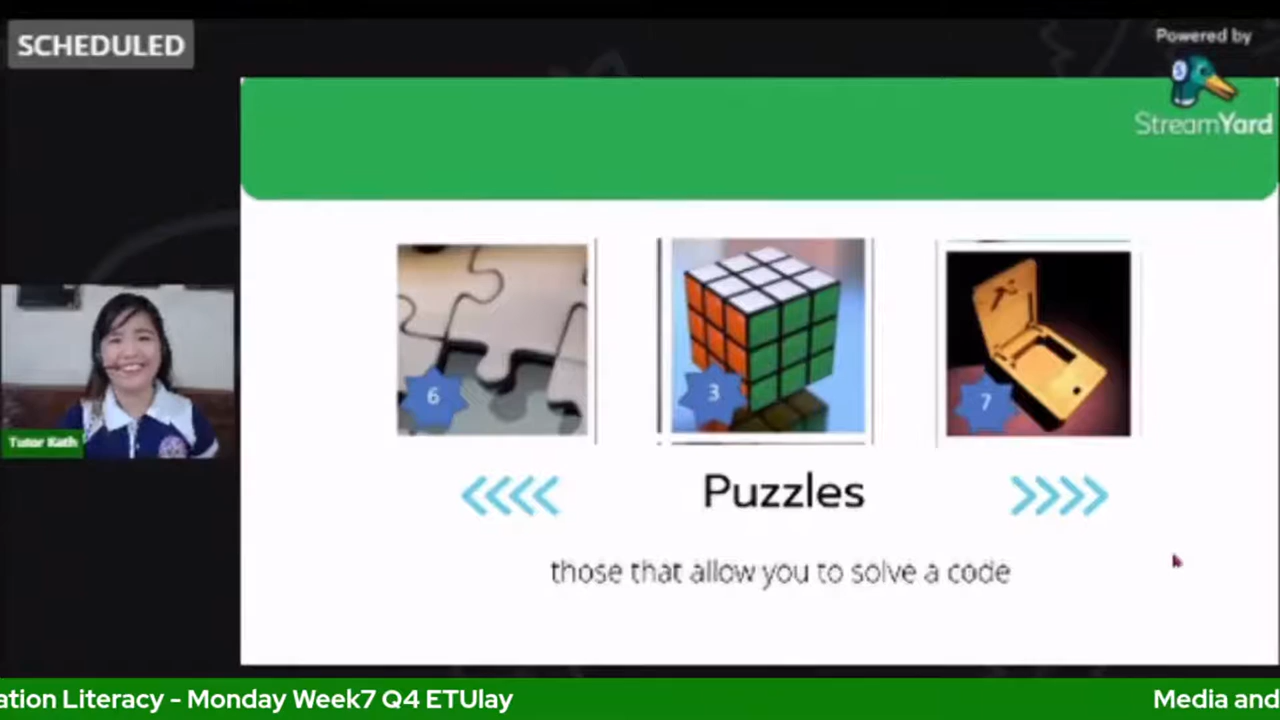 SCHEDULED
Powered by
StreamYard
6
3
7
Tutor Kath
Puzzles
those that allow you to solve a code
ation Literacy - Monday Week7 Q4 ETUlay
Media and